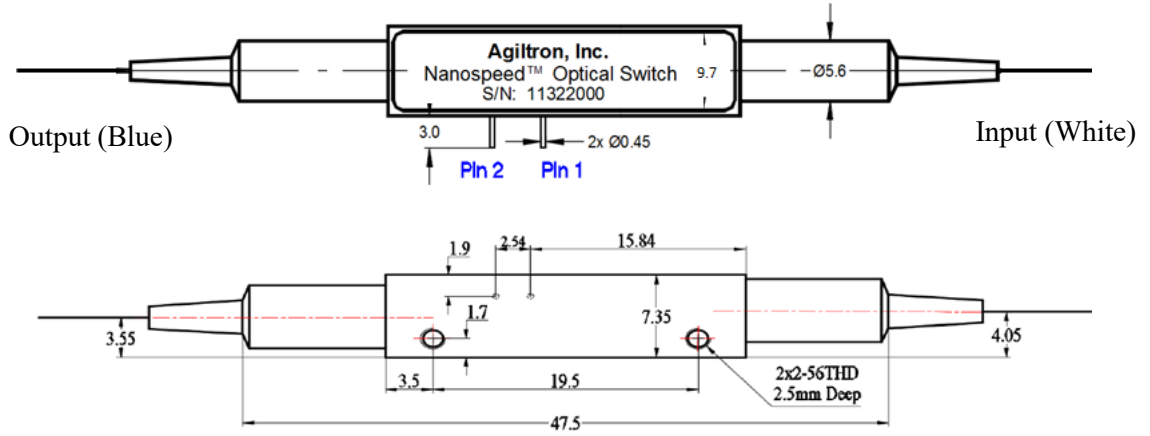 Agiltron, Inc.
Nanospeed™ Optical Switch
S/N: 11322000
9.7
Ø5.6
Output (Blue)
Input (White)
3.0
2x Ø0.45
Pin 2
Pin 1
2.54
15.84
1.9
1.7
7.35
3.55
4.05
3.5
19.5
2x2-56THD
2.5mm Deep
47.5